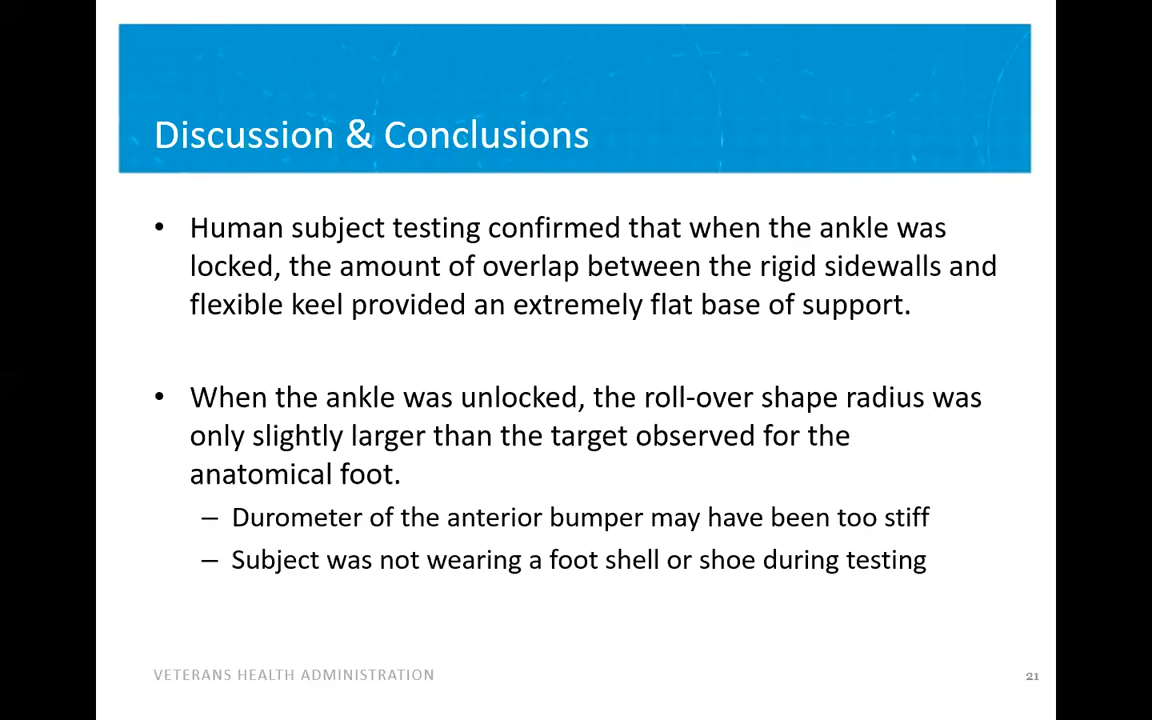 Discussion & Conclusions
• Human subject testing confirmed that when the ankle was
locked, the amount of overlap between the rigid sidewalls and
flexible keel provided an extremely flat base of support.
• When the ankle was unlocked, the roll-over shape radius was
only slightly larger than the target observed for the
anatomical foot.
– Durometer of the anterior bumper may have been too stiff
– Subject was not wearing a foot shell or shoe during testing
VETERANS HEALTH ADMINISTRATION
21